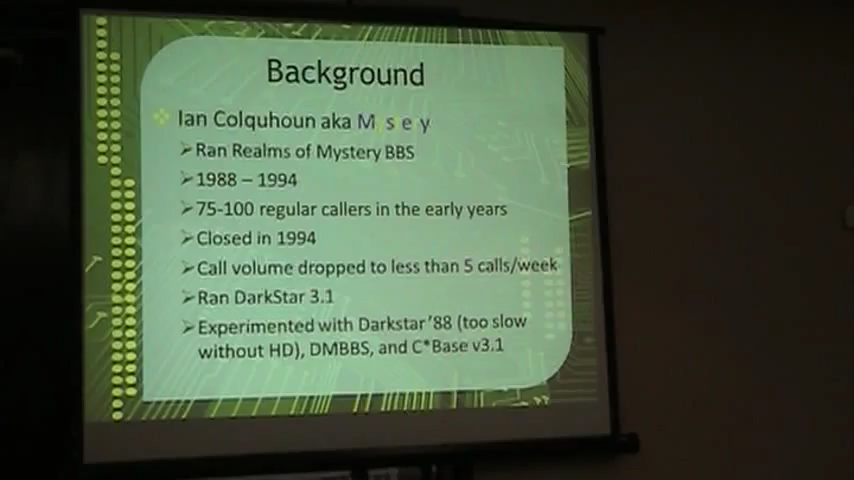 Background
Ian Colquhoun aka M s e y
Ran Realms of Mystery BBS
1988 – 1994
75-100 regular callers in the early years
Closed in 1994
Call volume dropped to less than 5 calls/week
Ran DarkStar 3.1
Experimented with Darkstar '88 (too slow
without HD), DMBBS, and C*Base v3.1